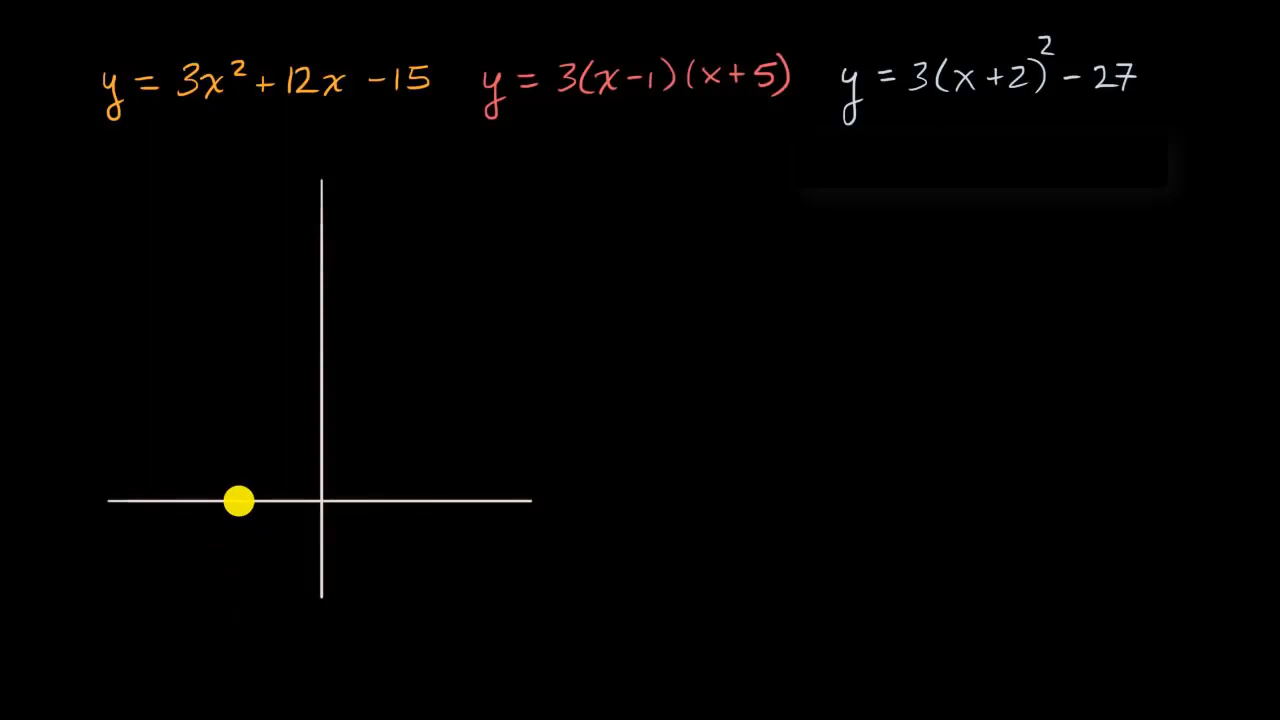 y = 3x² + 12x - 15
y = 3(x-1)(x+5)
y = 3(x+2)² - 27